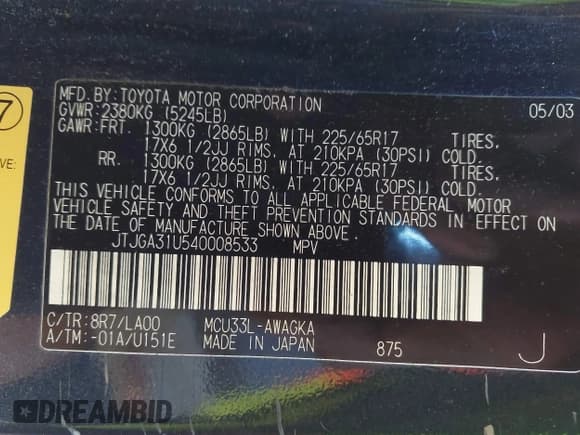 7
VE:
MFD.BY:TOYOTA MOTOR CORPORATION 05/03
GVWR:2380KG (5245LB)
GAWR:FRT. 1300KG (2865LB) WITH 225/65R17 TIRES.
17X6 1/2JJ RIMS, AT 210KPA (30PSI) COLD.
RR. 1300KG (2865LB) WITH 225/65R17 TIRES.
17X6 1/2JJ RIMS, AT 210KPA (30PSI) COLD.
THIS VEHICLE CONFORMS TO ALL APPLICABLE FEDERAL MOTOR
VEHICLE SAFETY AND THEFT PREVENTION STANDARDS IN EFFECT ON
THE DATE OF MANUFACTURE SHOWN ABOVE.
JTJGA31U540008533 MPV
C/TR:8R7/LA00 MCU33L-AWAGKA
A/TM:-01A/U151E MADE IN JAPAN 875 J
DREAMBID